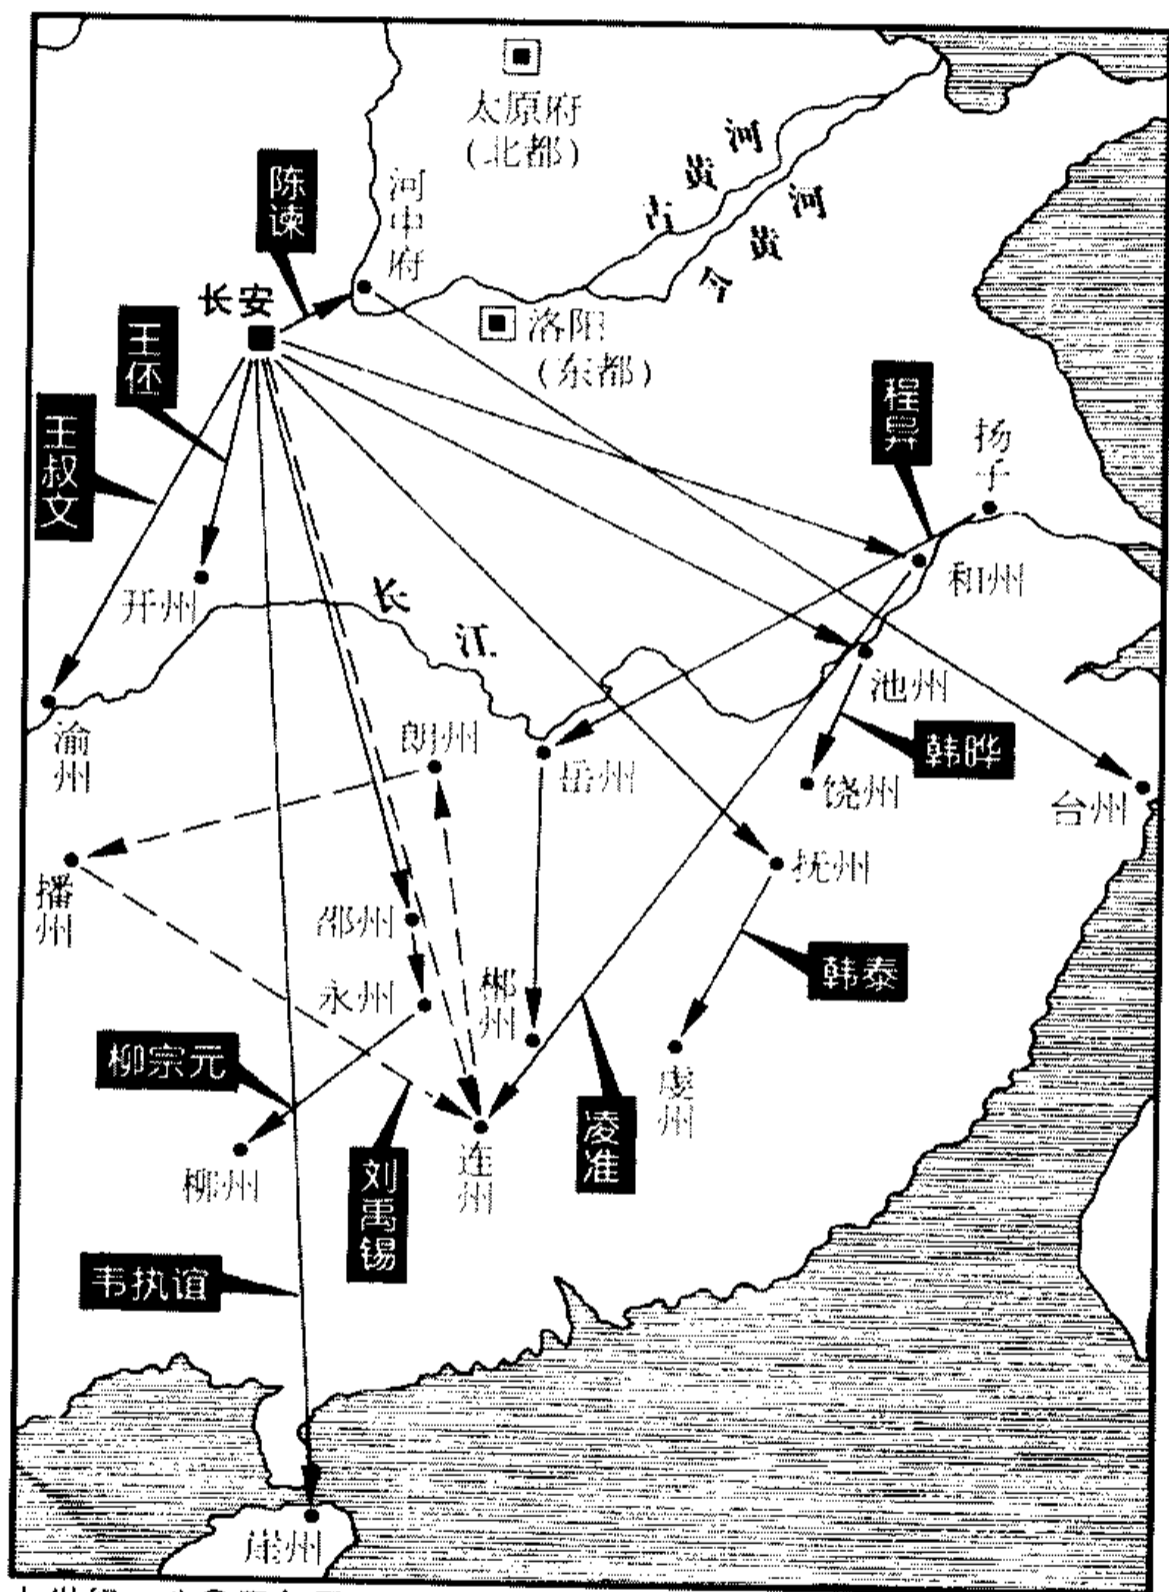 太原府
(北都)
古黄河
今黄河
陈谏
河中府
长安
洛阳
(东都)
王伾
王叔文
程异
扬子
和州
开州
长江
池州
渝州
朗州
岳州
韩晔
饶州
台州
播州
抚州
邵州
郴州
韩泰
永州
柳宗元
虔州
凌准
连州
刘禹锡
柳州
韦执谊
崖州